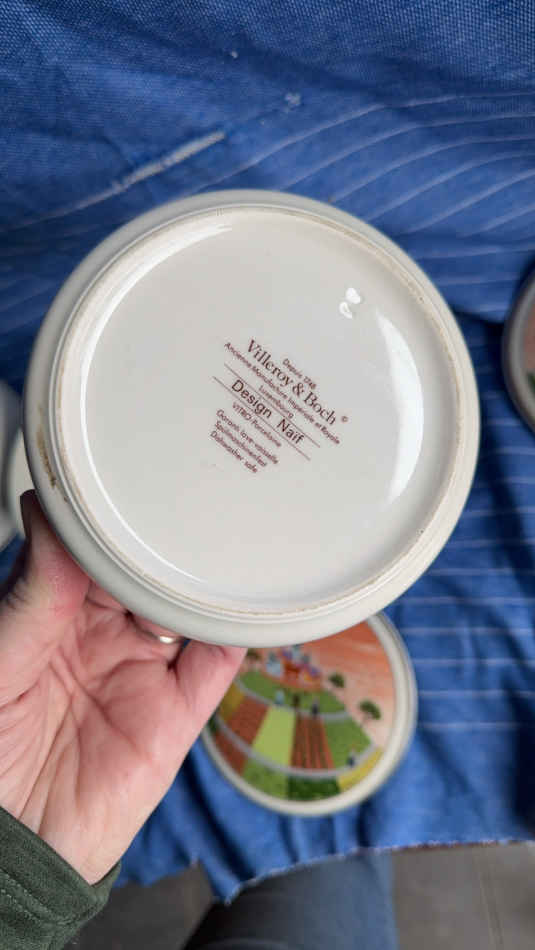 Depuis 1748
Villeroy & Boch ©
Ancienne Manufacture Impériale et Royale
Luxembourg
Design Naif
VITRO-Porcelaine
Garanti lave-vaisselle
Spülmaschinenfest
Dishwasher safe